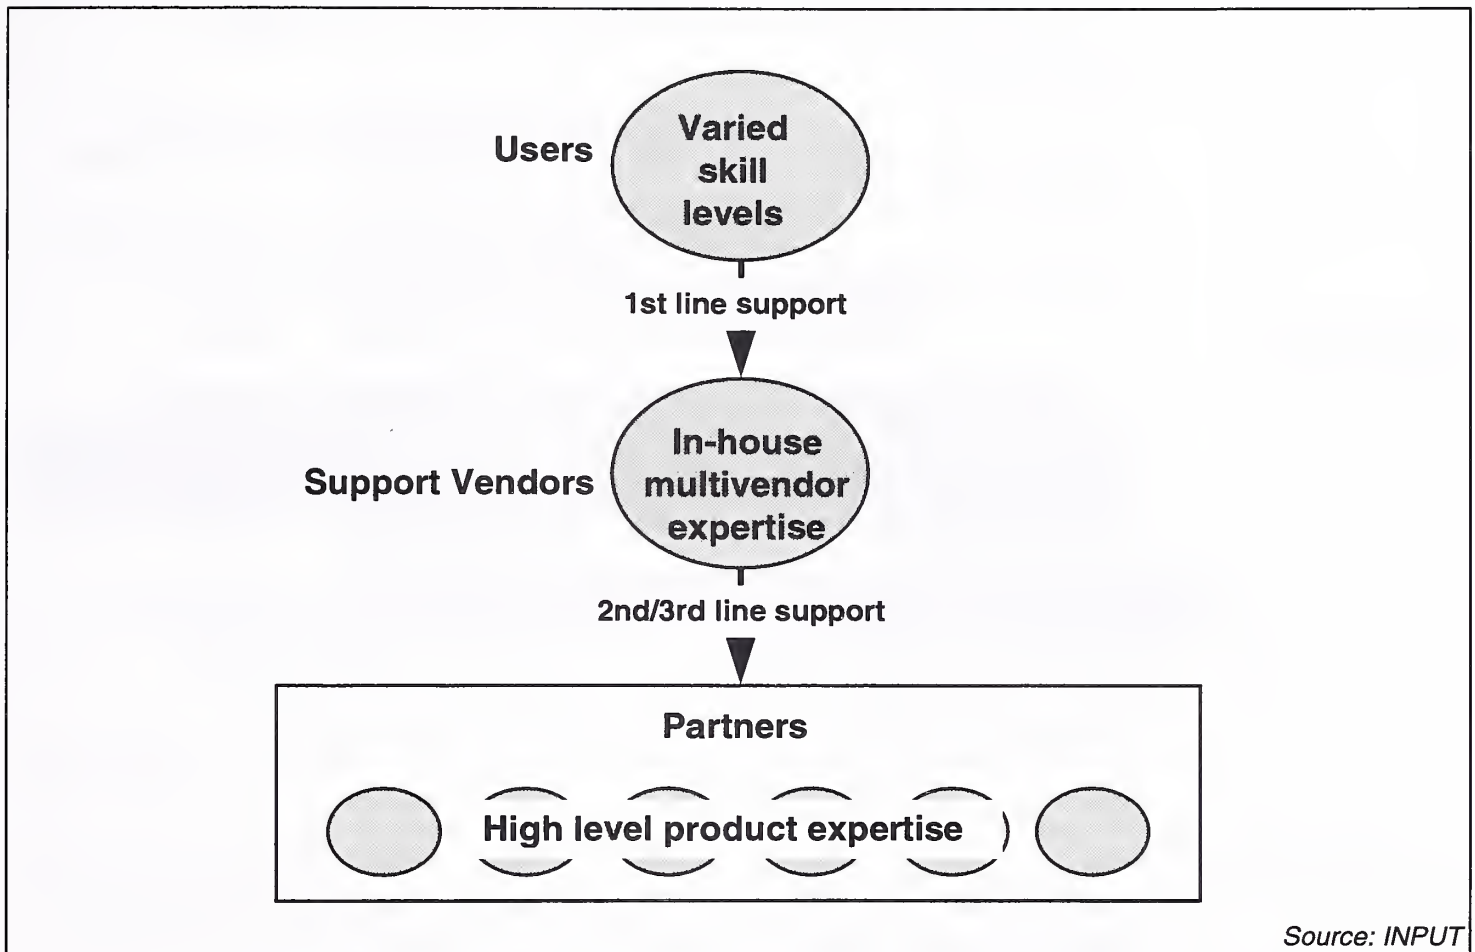 Users
Varied
skill
levels
1st line support
Support Vendors
In-house
multivendor
expertise
2nd/3rd line support
Partners
High level product expertise
Source: INPUT